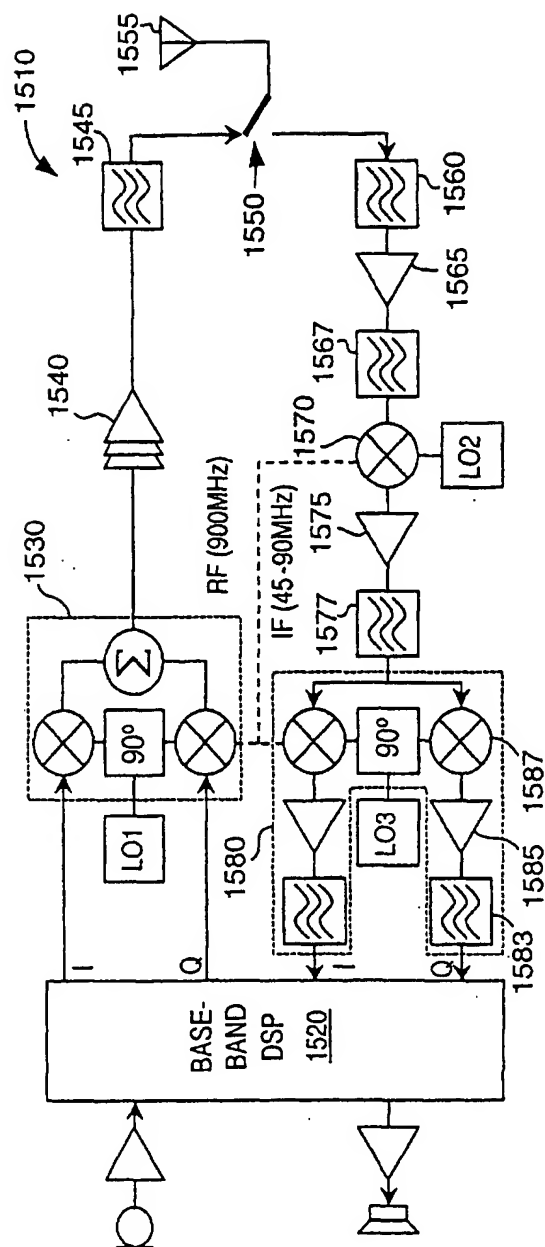 1510
1545
1555
1550
1540
1530
Σ
90°
LO1
I
Q
RF (900MHz)
IF (45-90MHz)
1560
1565
1567
1570
LO2
1575
1577
1580
90°
LO3
1587
1585
1583
I
Q
BASE-
BAND
DSP
1520